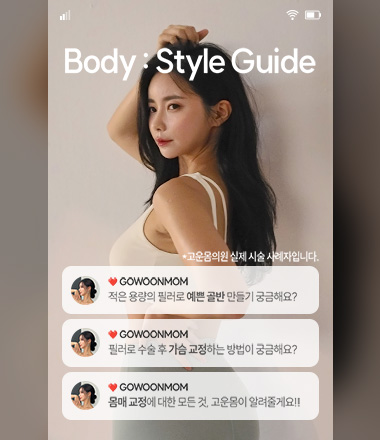 Body : Style Guide
*고운몸의원 실제 시술 사례자입니다.
❤️ GOWOONMOM
적은 용량의 필러로 예쁜 골반 만들기 궁금해요?
❤️ GOWOONMOM
필러로 수술 후 가슴 교정하는 방법이 궁금해요?
❤️ GOWOONMOM
몸매 교정에 대한 모든 것, 고운몸이 알려줄게요!!